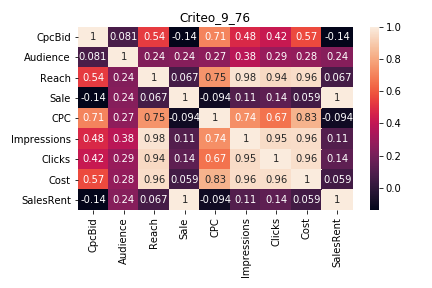 Criteo_9_76
CpcBid 1 0.081 0.54 -0.14 0.71 0.48 0.42 0.57 -0.14
Audience 0.081 1 0.24 0.24 0.27 0.38 0.29 0.28 0.24
Reach 0.54 0.24 1 0.067 0.75 0.98 0.94 0.96 0.067
Sale -0.14 0.24 0.067 1 -0.094 0.11 0.14 0.059 1
CPC 0.71 0.27 0.75 -0.094 1 0.74 0.67 0.83 -0.094
Impressions 0.48 0.38 0.98 0.11 0.74 1 0.95 0.96 0.11
Clicks 0.42 0.29 0.94 0.14 0.67 0.95 1 0.96 0.14
Cost 0.57 0.28 0.96 0.059 0.83 0.96 0.96 1 0.059
SalesRent -0.14 0.24 0.067 1 -0.094 0.11 0.14 0.059 1
CpcBid Audience Reach Sale CPC Impressions Clicks Cost SalesRent
1.0
0.8
0.6
0.4
0.2
0.0